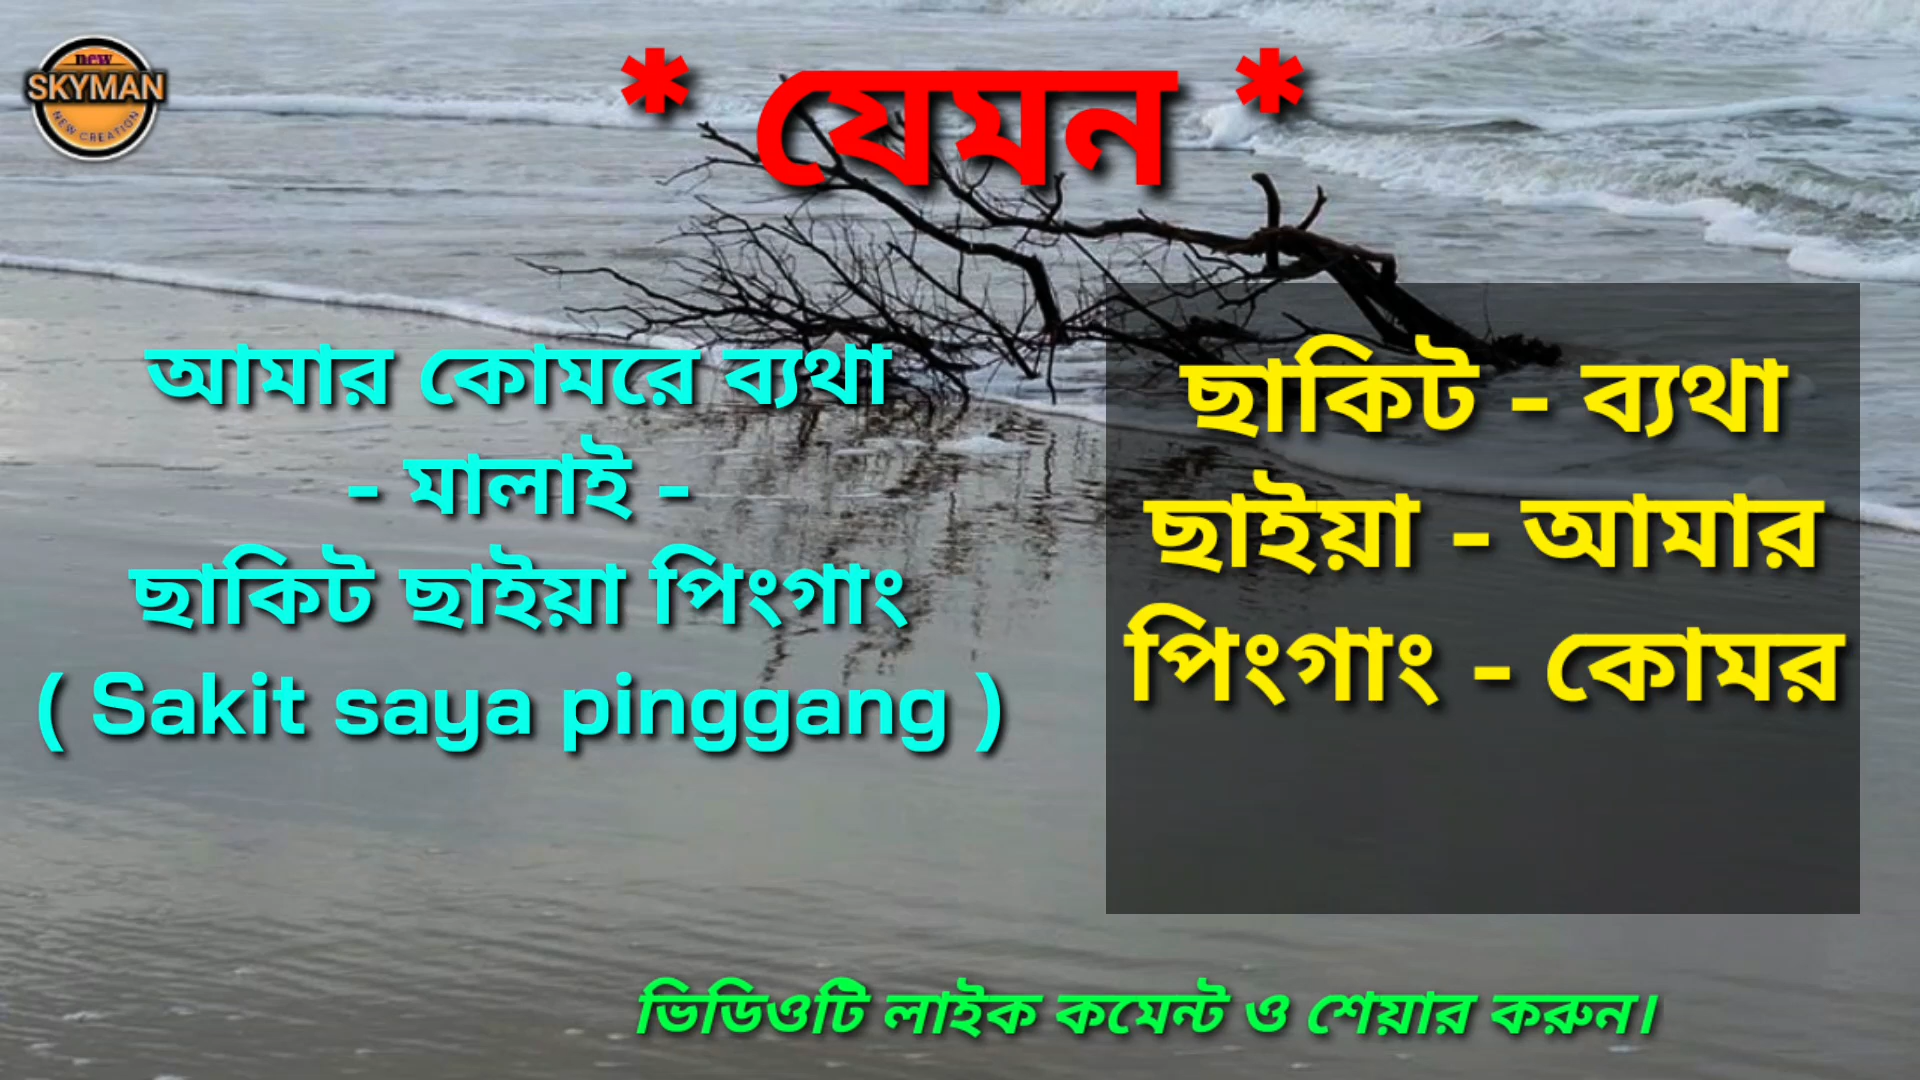 new
SKYMAN
NEW CREATION
* যেমন *
আমার কোমরে ব্যথা
- মালাই -
ছাকিট ছাইয়া পিংগাং
( Sakit saya pinggang )
ছাকিট - ব্যথা
ছাইয়া - আমার
পিংগাং - কোমর
ভিডিওটি লাইক কমেন্ট ও শেয়ার করুন।